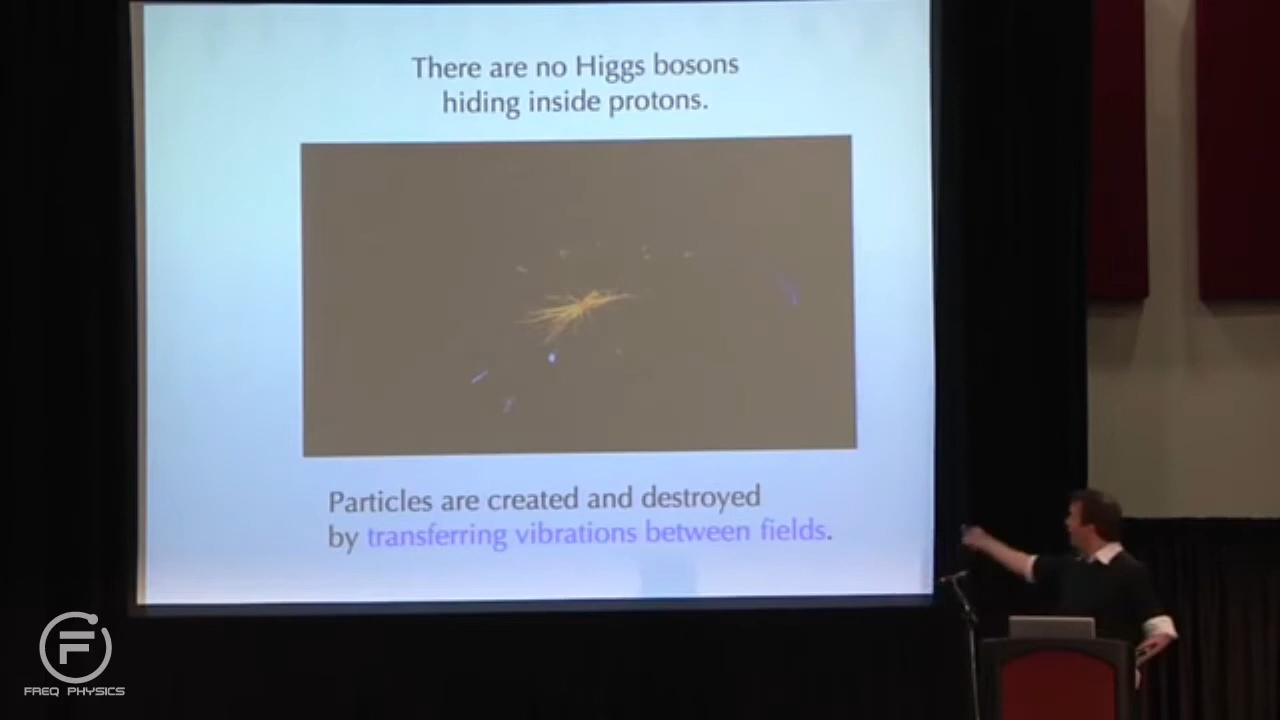 There are no Higgs bosons
hiding inside protons.
Particles are created and destroyed
by transferring vibrations between fields.
F
FREQ PHYSICS